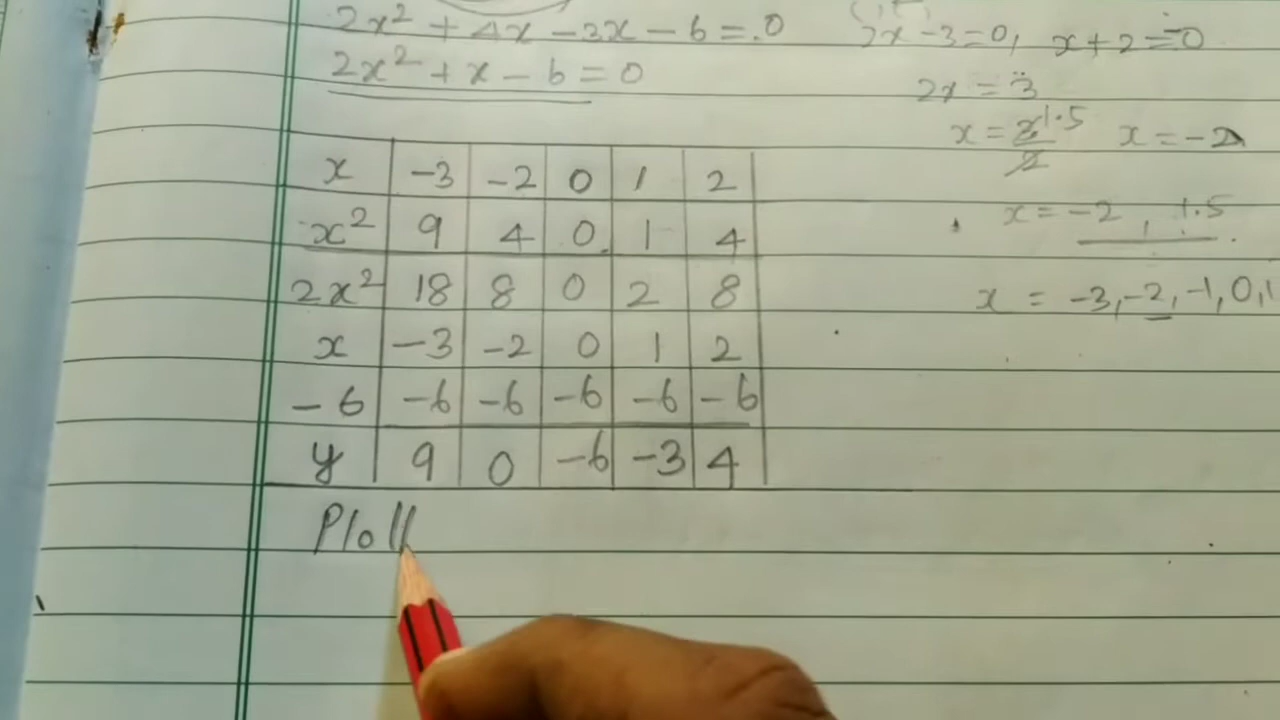 2x² + 4x - 3x - 6 = 0
2x² + x - 6 = 0
2x - 3 = 0, x + 2 = 0
2x = 3
x = 3/2 1.5 x = -2
x = -2, 1.5
x = -3, -2, -1, 0, 1
x -3 -2 0 1 2
x² 9 4 0 1 4
2x² 18 8 0 2 8
x -3 -2 0 1 2
-6 -6 -6 -6 -6 -6
y 9 0 -6 -3 4
Plott